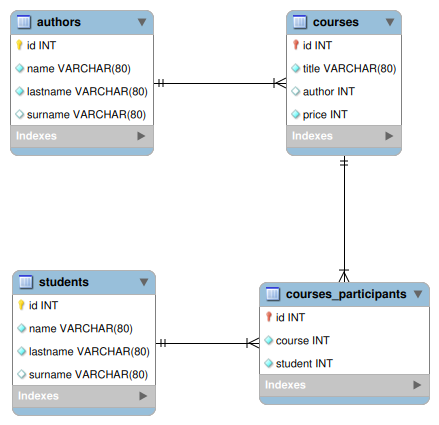 authors
id INT
name VARCHAR(80)
lastname VARCHAR(80)
surname VARCHAR(80)
Indexes
courses
id INT
title VARCHAR(80)
author INT
price INT
Indexes
students
id INT
name VARCHAR(80)
lastname VARCHAR(80)
surname VARCHAR(80)
Indexes
courses_participants
id INT
course INT
student INT
Indexes